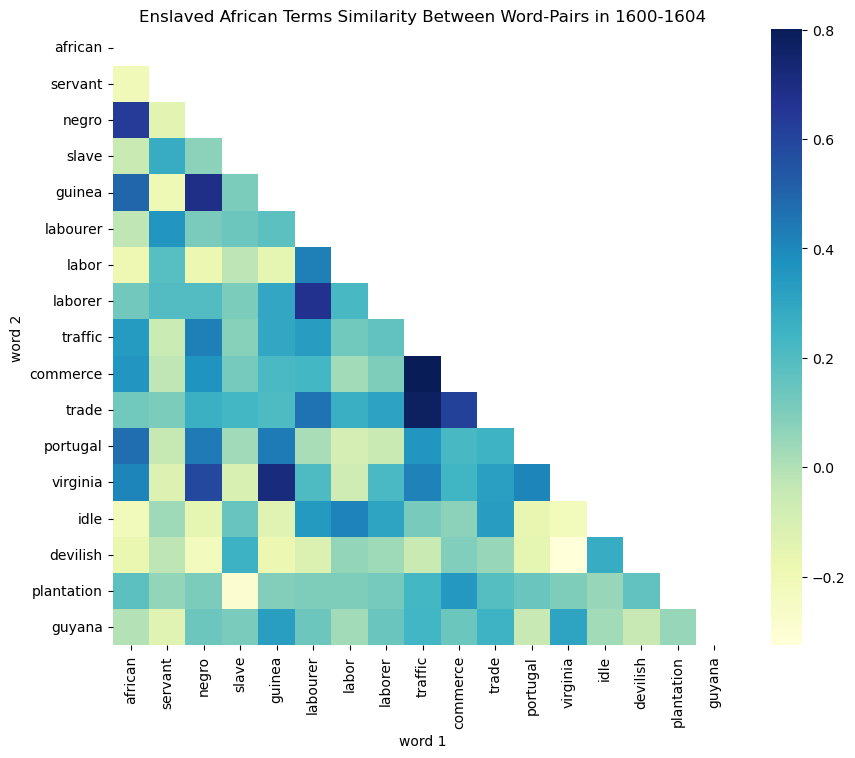 Enslaved African Terms Similarity Between Word-Pairs in 1600-1604
african
servant
negro
slave
guinea
labourer
labor
laborer
traffic
commerce
trade
portugal
virginia
idle
devilish
plantation
guyana
word 2
african
servant
negro
slave
guinea
labourer
labor
laborer
traffic
commerce
trade
portugal
virginia
idle
devilish
plantation
guyana
word 1
0.8
0.6
0.4
0.2
0.0
−0.2